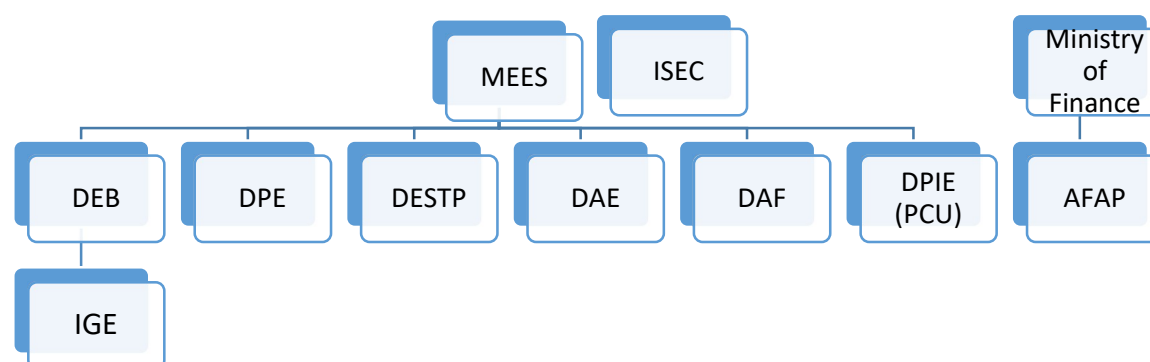 MEES
ISEC
Ministry
of
Finance
DEB
DPE
DESTP
DAE
DAF
DPIE
(PCU)
AFAP
IGE